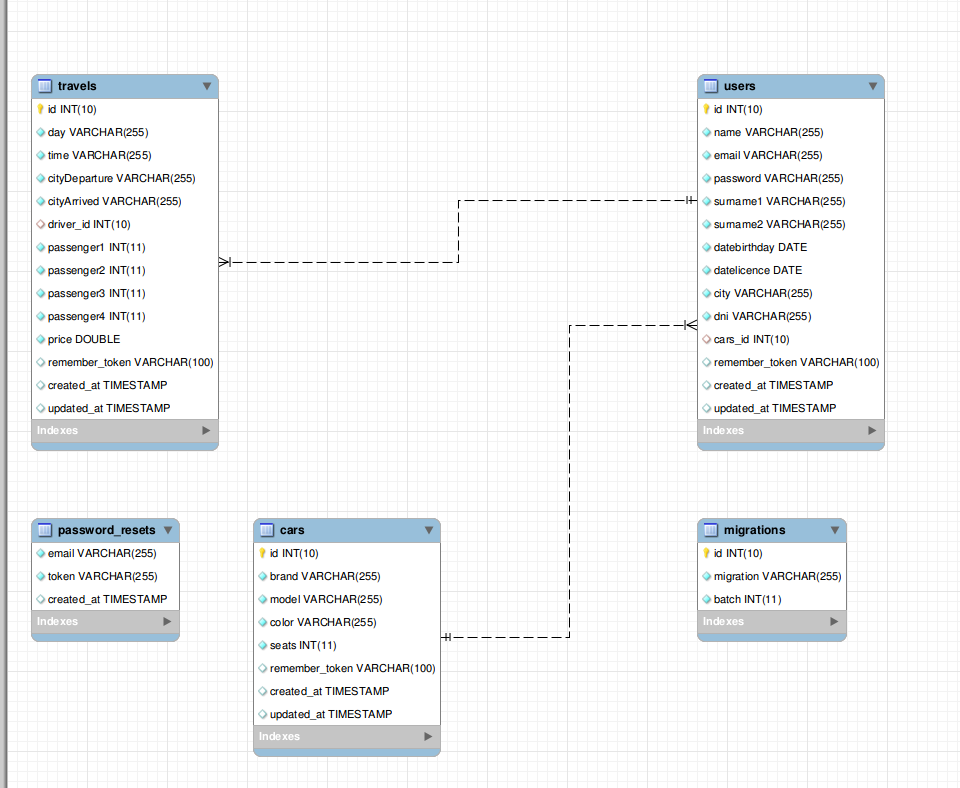 travels
id INT(10)
day VARCHAR(255)
time VARCHAR(255)
cityDeparture VARCHAR(255)
cityArrived VARCHAR(255)
driver_id INT(10)
passenger1 INT(11)
passenger2 INT(11)
passenger3 INT(11)
passenger4 INT(11)
price DOUBLE
remember_token VARCHAR(100)
created_at TIMESTAMP
updated_at TIMESTAMP
Indexes
users
id INT(10)
name VARCHAR(255)
email VARCHAR(255)
password VARCHAR(255)
surname1 VARCHAR(255)
surname2 VARCHAR(255)
datebirthday DATE
datelicence DATE
city VARCHAR(255)
dni VARCHAR(255)
cars_id INT(10)
remember_token VARCHAR(100)
created_at TIMESTAMP
updated_at TIMESTAMP
Indexes
password_resets
email VARCHAR(255)
token VARCHAR(255)
created_at TIMESTAMP
Indexes
cars
id INT(10)
brand VARCHAR(255)
model VARCHAR(255)
color VARCHAR(255)
seats INT(11)
remember_token VARCHAR(100)
created_at TIMESTAMP
updated_at TIMESTAMP
Indexes
migrations
id INT(10)
migration VARCHAR(255)
batch INT(11)
Indexes